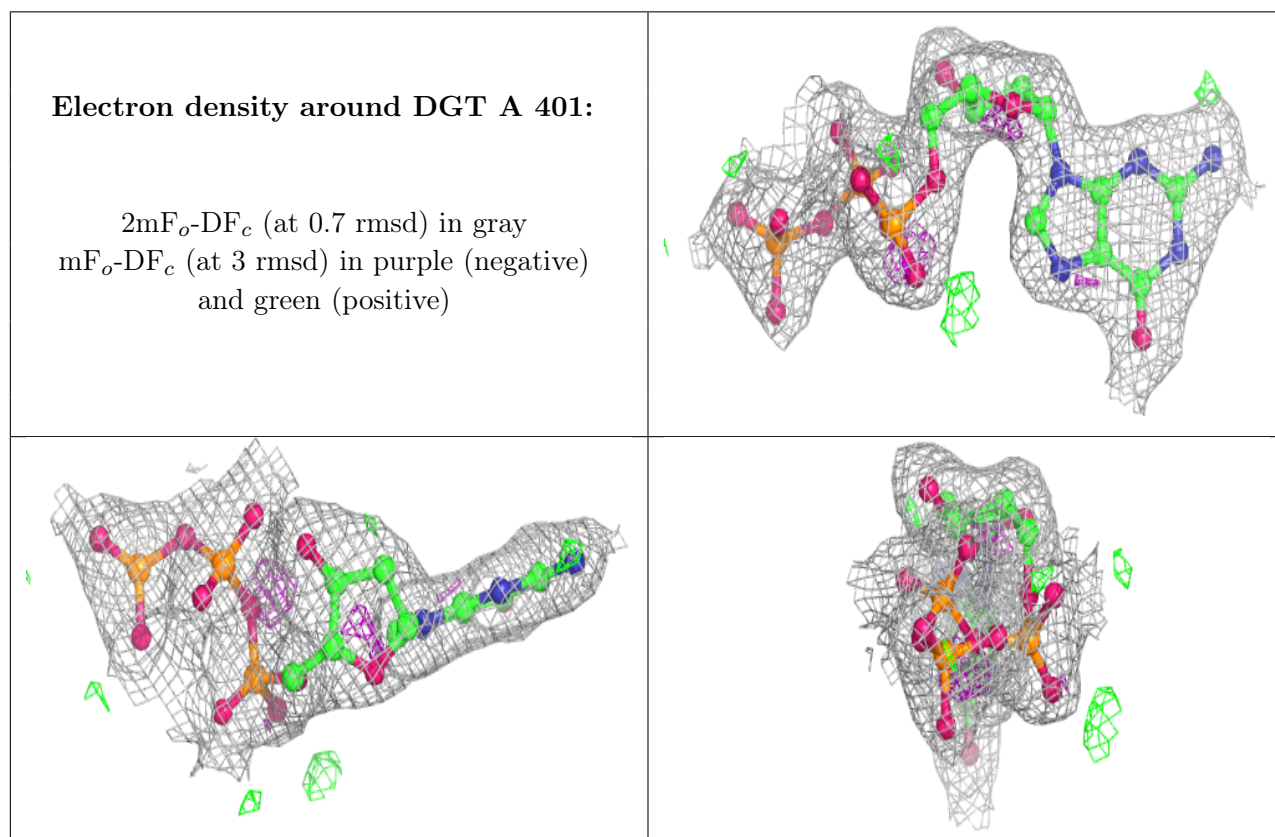 Electron density around DGT A 401:
2mFₒ-DF𝒸 (at 0.7 rmsd) in gray
mFₒ-DF𝒸 (at 3 rmsd) in purple (negative)
and green (positive)